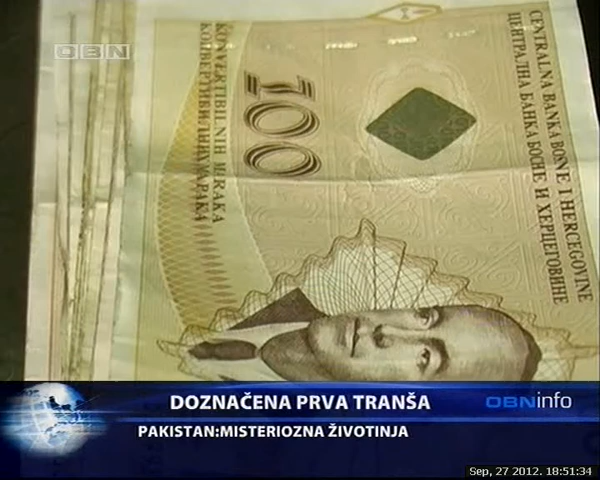 OBN
CENTRALNA BANKA BOSNE I HERCEGOVINE
ЦЕНТРАЛНА БАНКА БОСНЕ И ХЕРЦЕГОВИНЕ
100
KONVERTIBILNIH MARAKA
КОНВЕРТИБИЛНИХ МАРАКА
DOZNAČENA PRVA TRANŠA
OBNinfo
PAKISTAN:MISTERIOZNA ŽIVOTINJA
Sep, 27 2012. 18:51:34